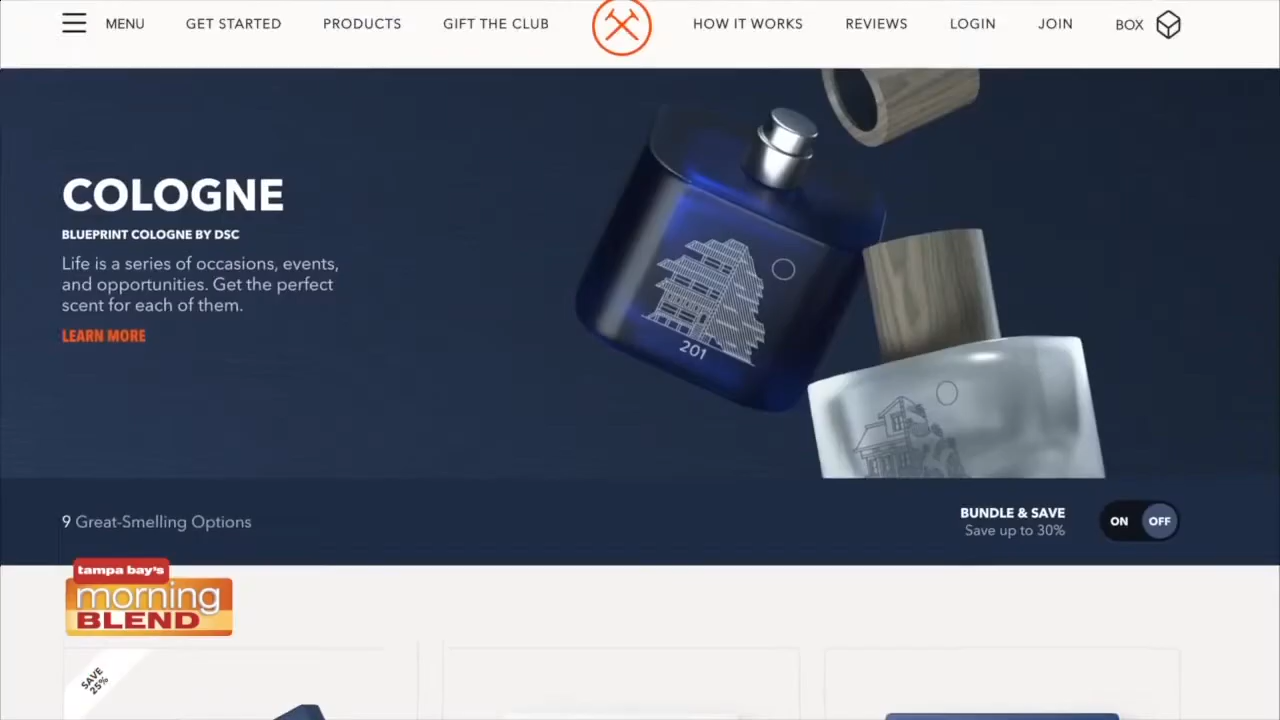 MENU
GET STARTED
PRODUCTS
GIFT THE CLUB
HOW IT WORKS
REVIEWS
LOGIN
JOIN
BOX
COLOGNE
BLUEPRINT COLOGNE BY DSC
Life is a series of occasions, events,
and opportunities. Get the perfect
scent for each of them.
LEARN MORE
201
9 Great-Smelling Options
BUNDLE & SAVE
Save up to 30%
ON
OFF
tampa bay's
morning
BLEND
SAVE
25%